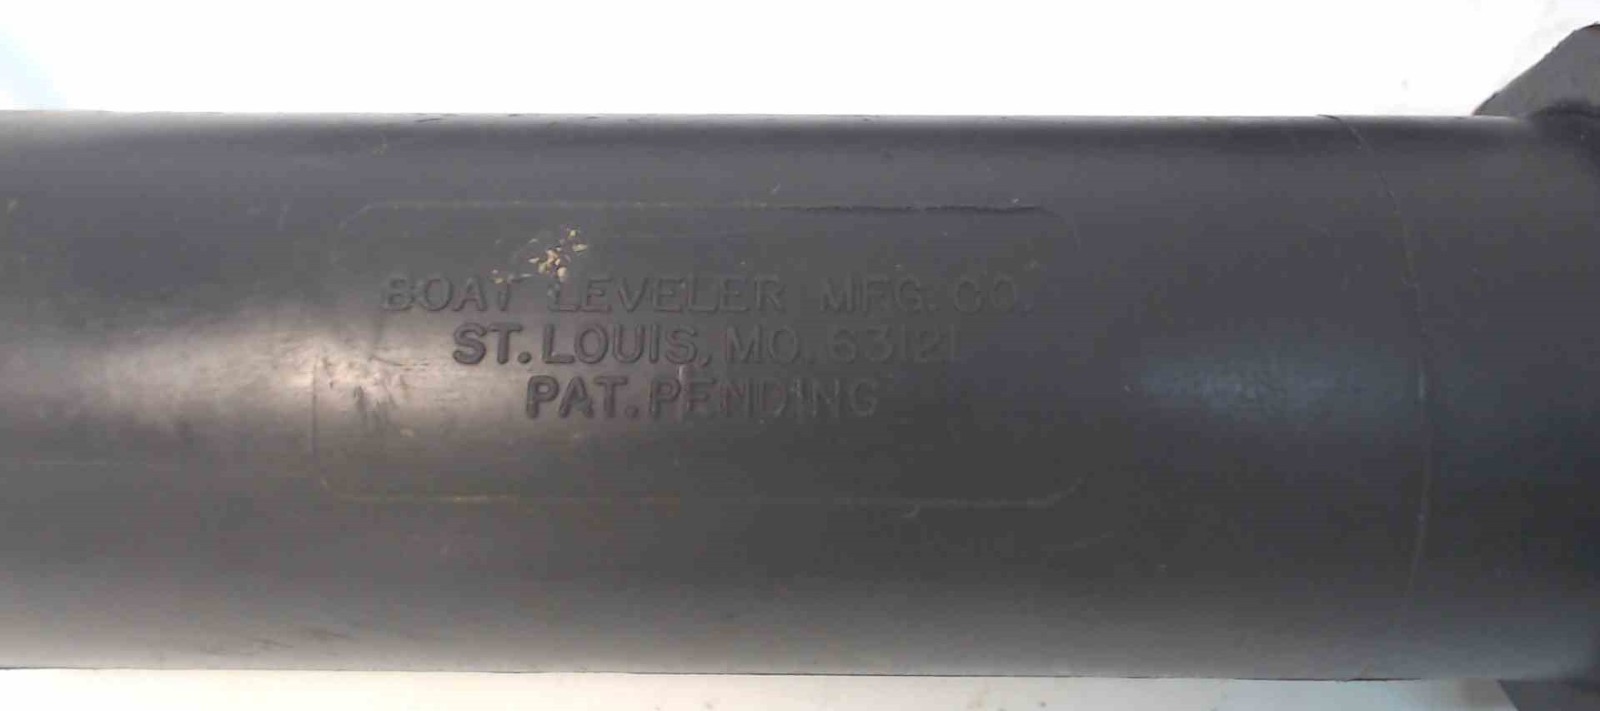 BOAT LEVELER MFG. CO.
ST. LOUIS, MO. 63121
PAT. PENDING